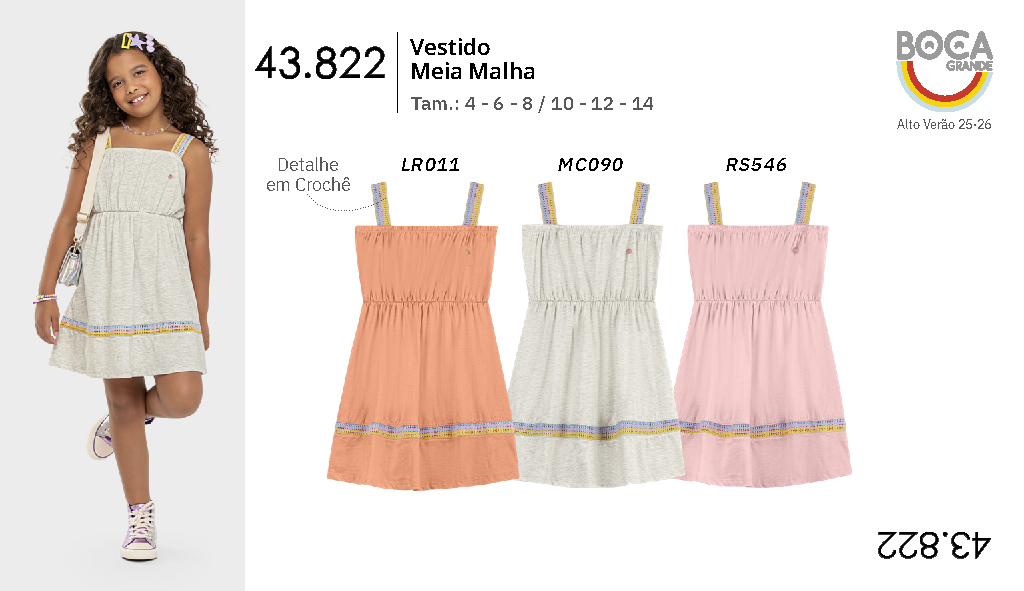 43.822
Vestido
Meia Malha
Tam.: 4 - 6 - 8 / 10 - 12 - 14
BOCA
GRANDE
Alto Verão 25-26
Detalhe
em Crochê
LR011
MC090
RS546
43.822